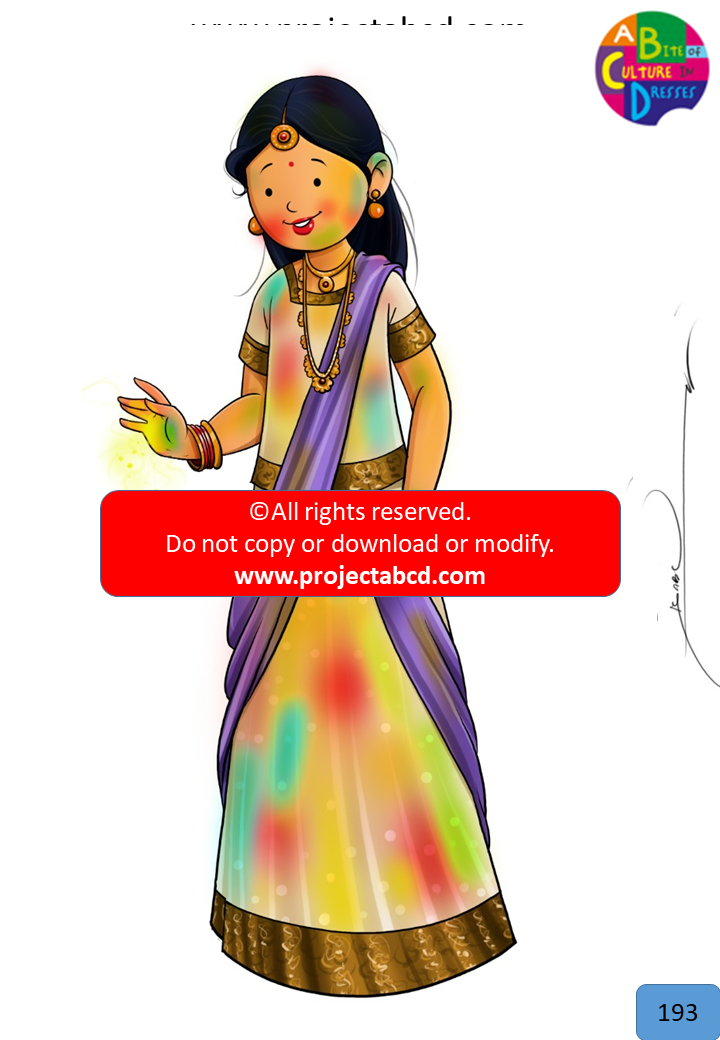 www.projectabcd.com
A BITE OF
CULTURE IN
DRESSES
©All rights reserved.
Do not copy or download or modify.
www.projectabcd.com
193